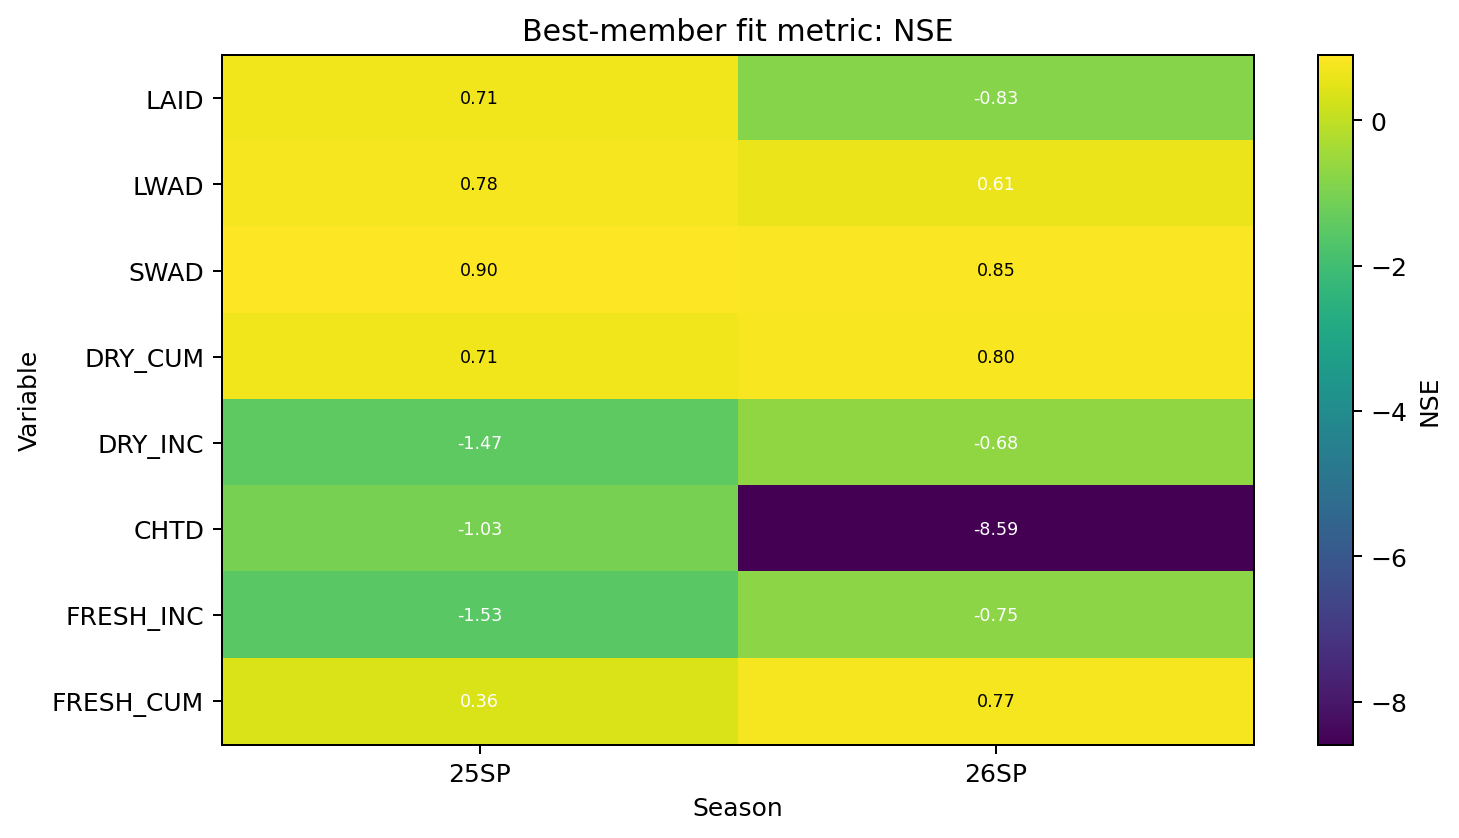 Best-member fit metric: NSE
LAID 0.71 -0.83
LWAD 0.78 0.61
SWAD 0.90 0.85
DRY_CUM 0.71 0.80
DRY_INC -1.47 -0.68
CHTD -1.03 -8.59
FRESH_INC -1.53 -0.75
FRESH_CUM 0.36 0.77
25SP 26SP
Season
Variable
0
−2
−4
−6
−8
NSE